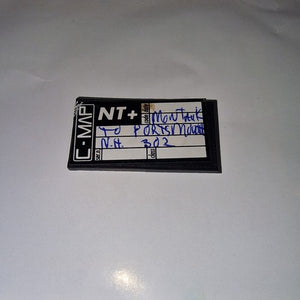 C-MAP
NT+
MONTAUK
TO PORTSMOUTH
N.H. 302